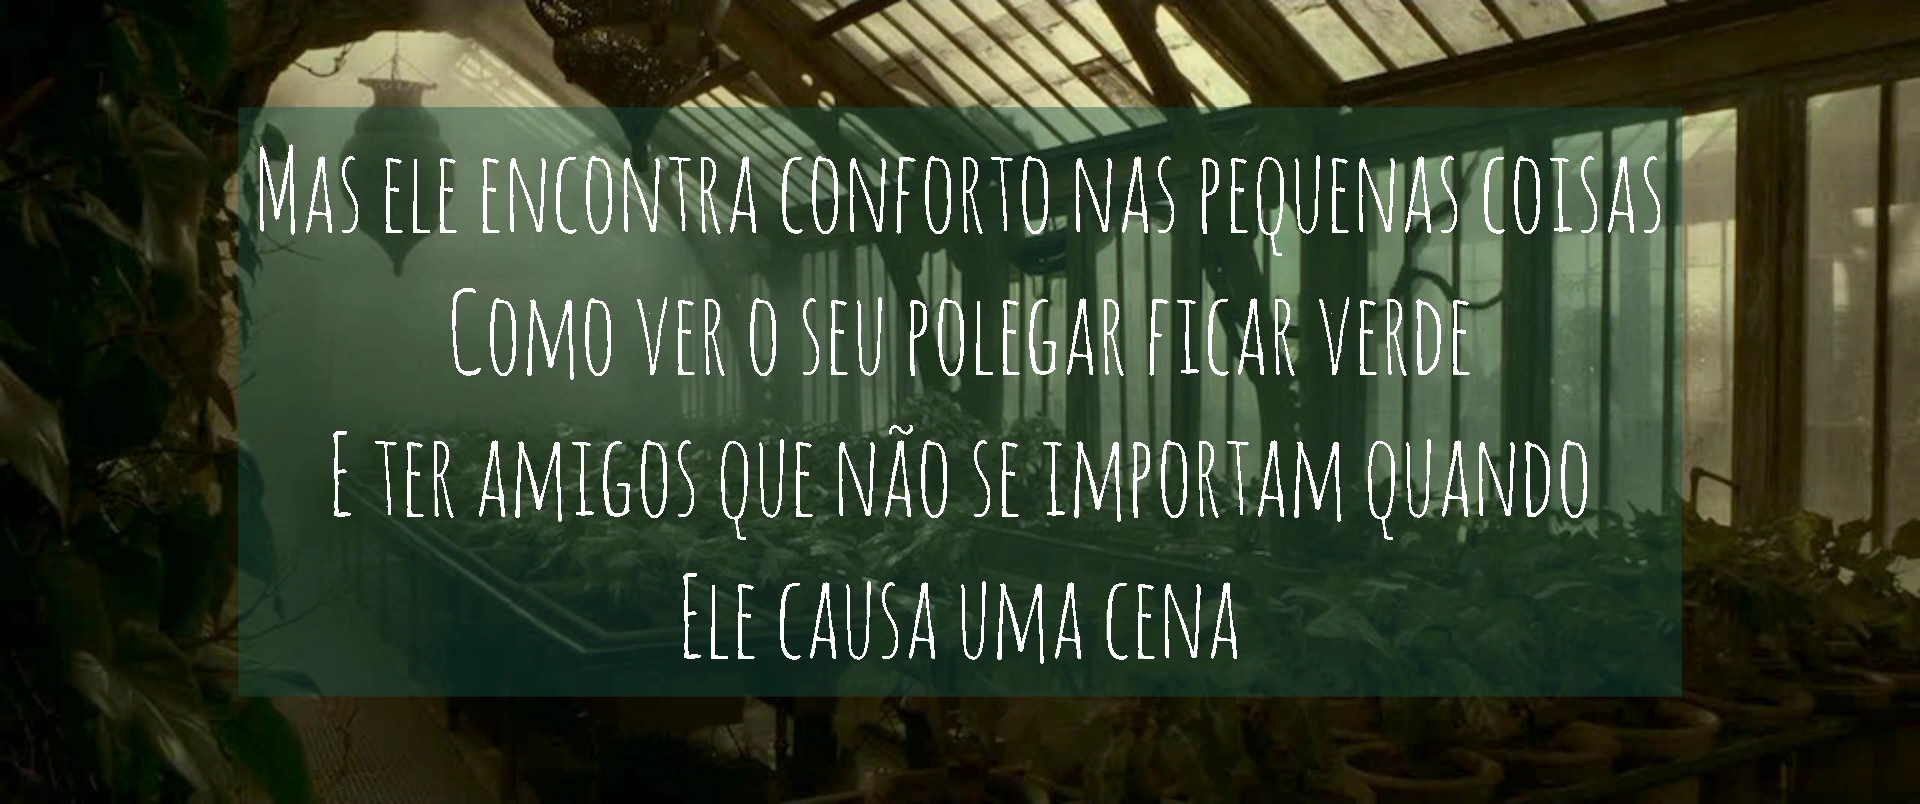 Mas ele encontra conforto nas pequenas coisas
Como ver o seu polegar ficar verde
E ter amigos que não se importam quando
Ele causa uma cena